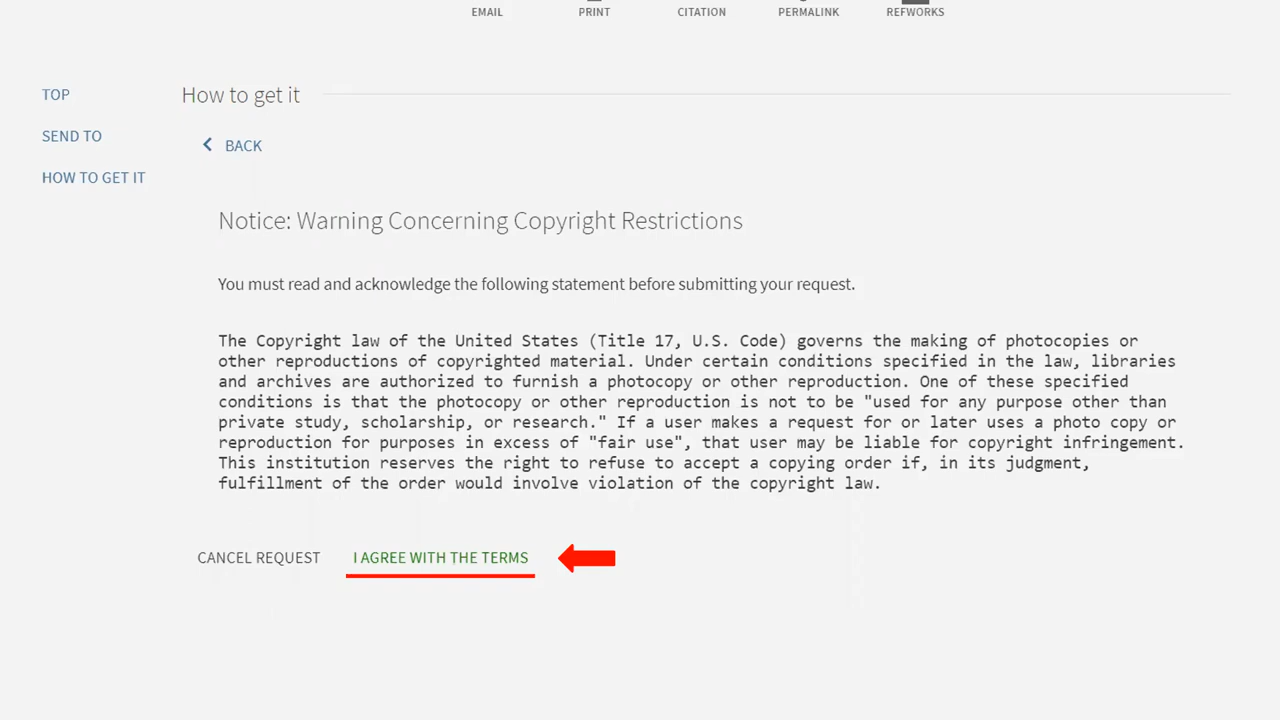 EMAIL PRINT CITATION PERMALINK REFWORKS
TOP
SEND TO
HOW TO GET IT
How to get it
BACK
Notice: Warning Concerning Copyright Restrictions
You must read and acknowledge the following statement before submitting your request.
The Copyright law of the United States (Title 17, U.S. Code) governs the making of photocopies or
other reproductions of copyrighted material. Under certain conditions specified in the law, libraries
and archives are authorized to furnish a photocopy or other reproduction. One of these specified
conditions is that the photocopy or other reproduction is not to be "used for any purpose other than
private study, scholarship, or research." If a user makes a request for or later uses a photo copy or
reproduction for purposes in excess of "fair use", that user may be liable for copyright infringement.
This institution reserves the right to refuse to accept a copying order if, in its judgment,
fulfillment of the order would involve violation of the copyright law.
CANCEL REQUEST I AGREE WITH THE TERMS